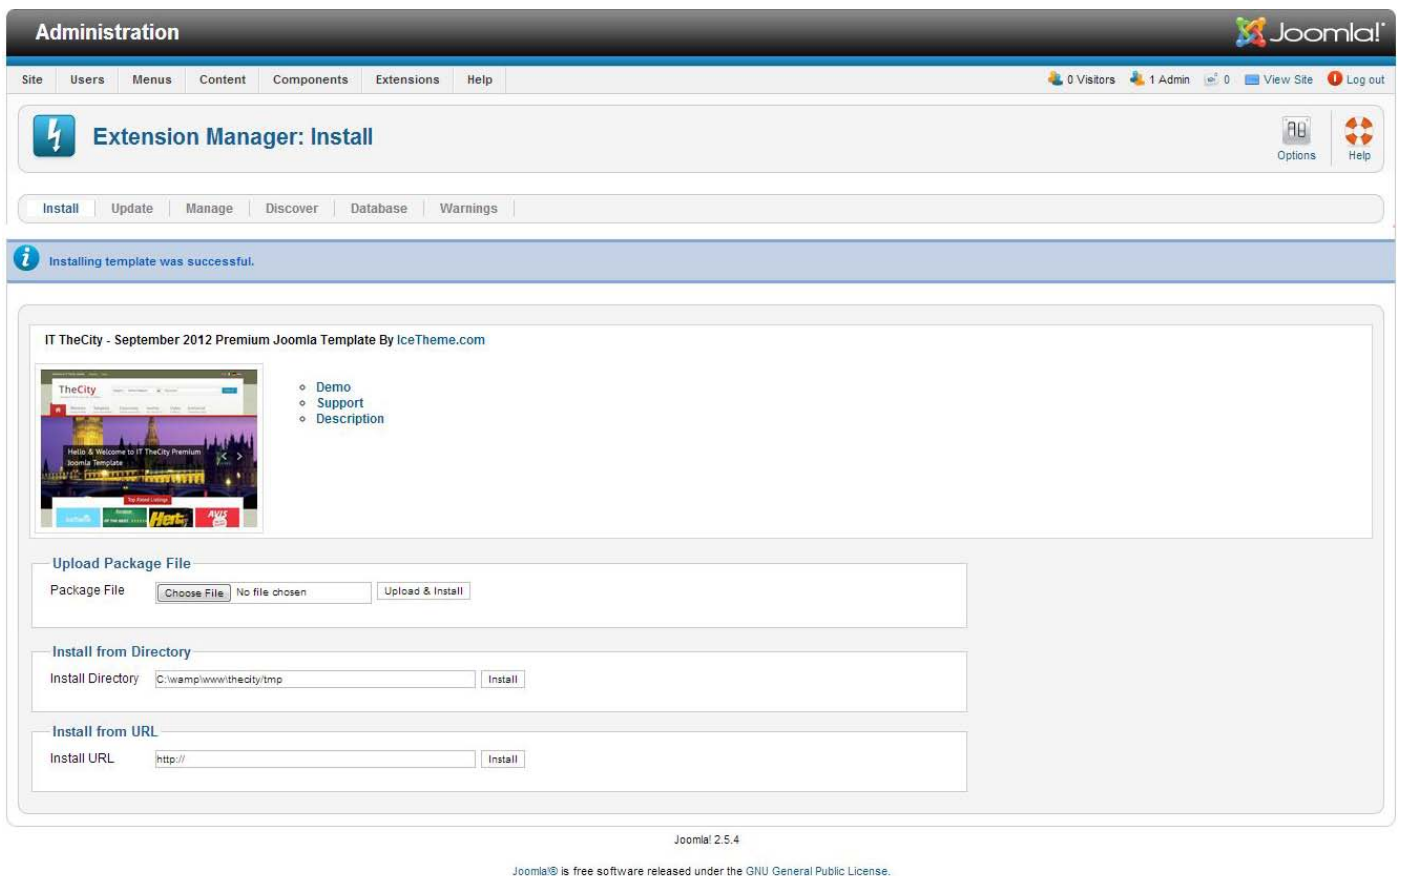 Administration
Joomla!
Site Users Menus Content Components Extensions Help
0 Visitors 1 Admin 0 View Site Log out
Extension Manager: Install
Options Help
Install Update Manage Discover Database Warnings
Installing template was successful.
IT TheCity - September 2012 Premium Joomla Template By IceTheme.com
TheCity
Hello & Welcome to IT TheCity Premium
Joomla Template
Top Rated Listings
Hertz
AVIS
Demo
Support
Description
Upload Package File
Package File Choose File No file chosen Upload & Install
Install from Directory
Install Directory C:\wamp\www\thecity/tmp Install
Install from URL
Install URL http:// Install
Joomla! 2.5.4
Joomla!® is free software released under the GNU General Public License.